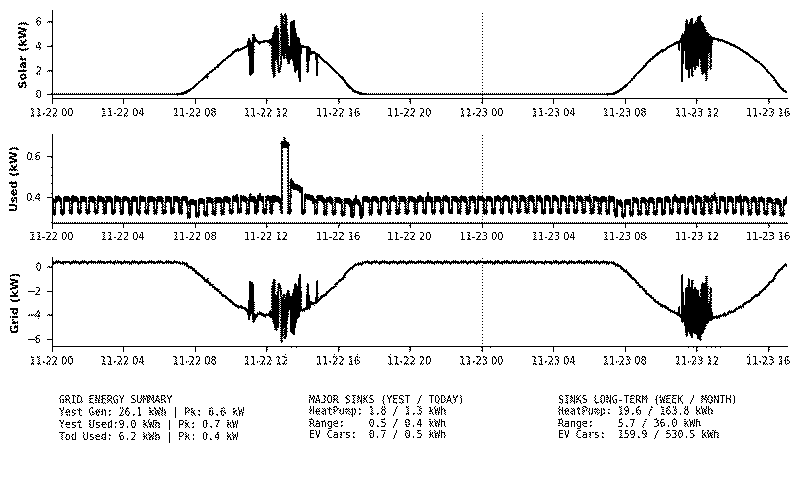 Solar (kW)
6
4
2
0
11-22 00 11-22 04 11-22 08 11-22 12 11-22 16 11-22 20 11-23 00 11-23 04 11-23 08 11-23 12 11-23 16
Used (kW)
0.6
0.4
11-22 00 11-22 04 11-22 08 11-22 12 11-22 16 11-22 20 11-23 00 11-23 04 11-23 08 11-23 12 11-23 16
Grid (kW)
0
−2
−4
−6
11-22 00 11-22 04 11-22 08 11-22 12 11-22 16 11-22 20 11-23 00 11-23 04 11-23 08 11-23 12 11-23 16
GRID ENERGY SUMMARY
Yest Gen: 26.1 kWh | Pk: 6.6 kW
Yest Used:9.0 kWh | Pk: 0.7 kW
Tod Used: 6.2 kWh | Pk: 0.4 kW
MAJOR SINKS (YEST / TODAY)
HeatPump: 1.8 / 1.3 kWh
Range: 0.5 / 0.4 kWh
EV Cars: 0.7 / 0.5 kWh
SINKS LONG-TERM (WEEK / MONTH)
HeatPump: 19.6 / 163.8 kWh
Range: 5.7 / 36.0 kWh
EV Cars: 159.9 / 530.5 kWh